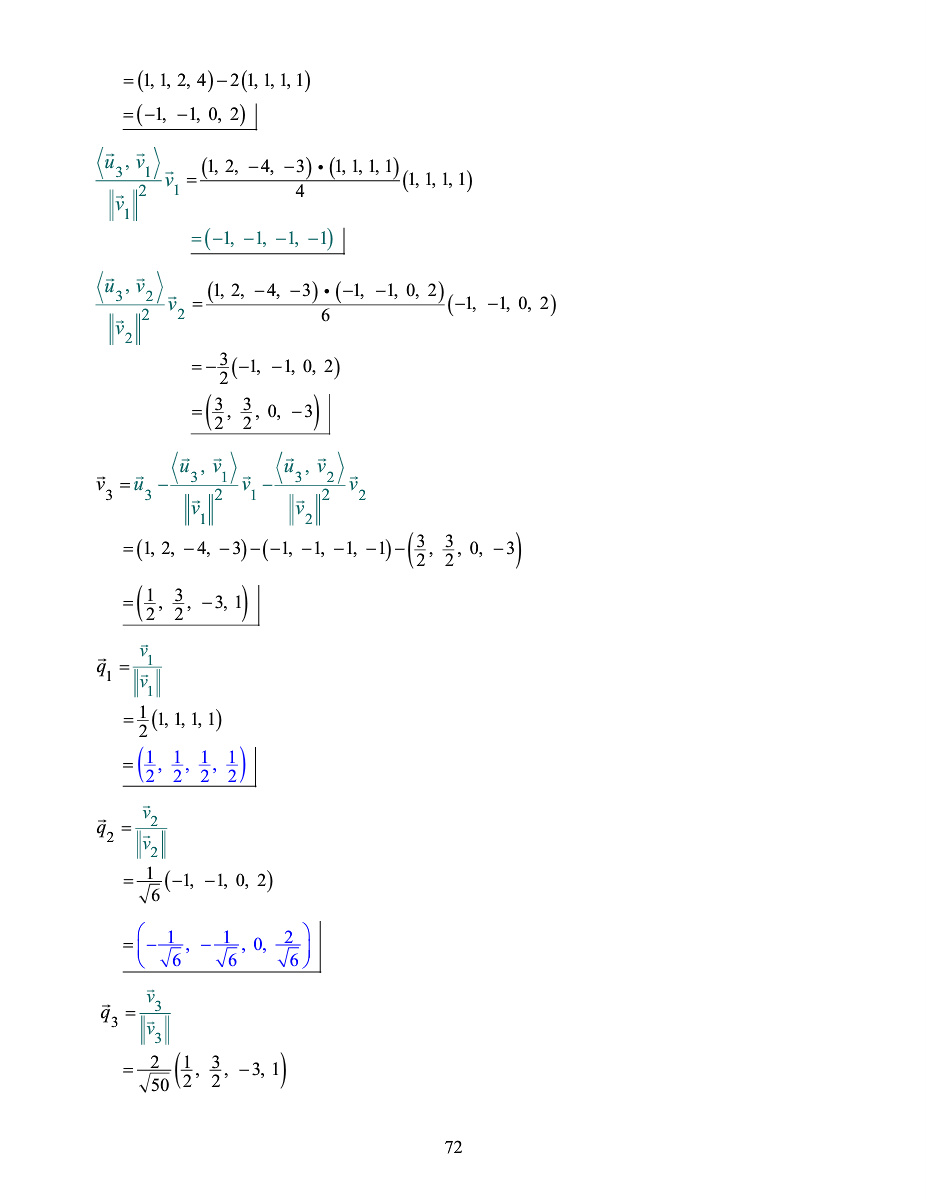 = (1, 1, 2, 4) − 2(1, 1, 1, 1)
= (−1, −1, 0, 2)
⟨u⃗₃, v⃗₁⟩ / ‖v⃗₁‖² v⃗₁ = (1, 2, −4, −3) • (1, 1, 1, 1) / 4 (1, 1, 1, 1)
= (−1, −1, −1, −1)
⟨u⃗₃, v⃗₂⟩ / ‖v⃗₂‖² v⃗₂ = (1, 2, −4, −3) • (−1, −1, 0, 2) / 6 (−1, −1, 0, 2)
= −3/2 (−1, −1, 0, 2)
= (3/2, 3/2, 0, −3)
v⃗₃ = u⃗₃ − ⟨u⃗₃, v⃗₁⟩ / ‖v⃗₁‖² v⃗₁ − ⟨u⃗₃, v⃗₂⟩ / ‖v⃗₂‖² v⃗₂
= (1, 2, −4, −3) − (−1, −1, −1, −1) − (3/2, 3/2, 0, −3)
= (1/2, 3/2, −3, 1)
q⃗₁ = v⃗₁ / ‖v⃗₁‖
= 1/2 (1, 1, 1, 1)
= (1/2, 1/2, 1/2, 1/2)
q⃗₂ = v⃗₂ / ‖v⃗₂‖
= 1/√6 (−1, −1, 0, 2)
= (−1/√6, −1/√6, 0, 2/√6)
q⃗₃ = v⃗₃ / ‖v⃗₃‖
= 2/√50 (1/2, 3/2, −3, 1)
72